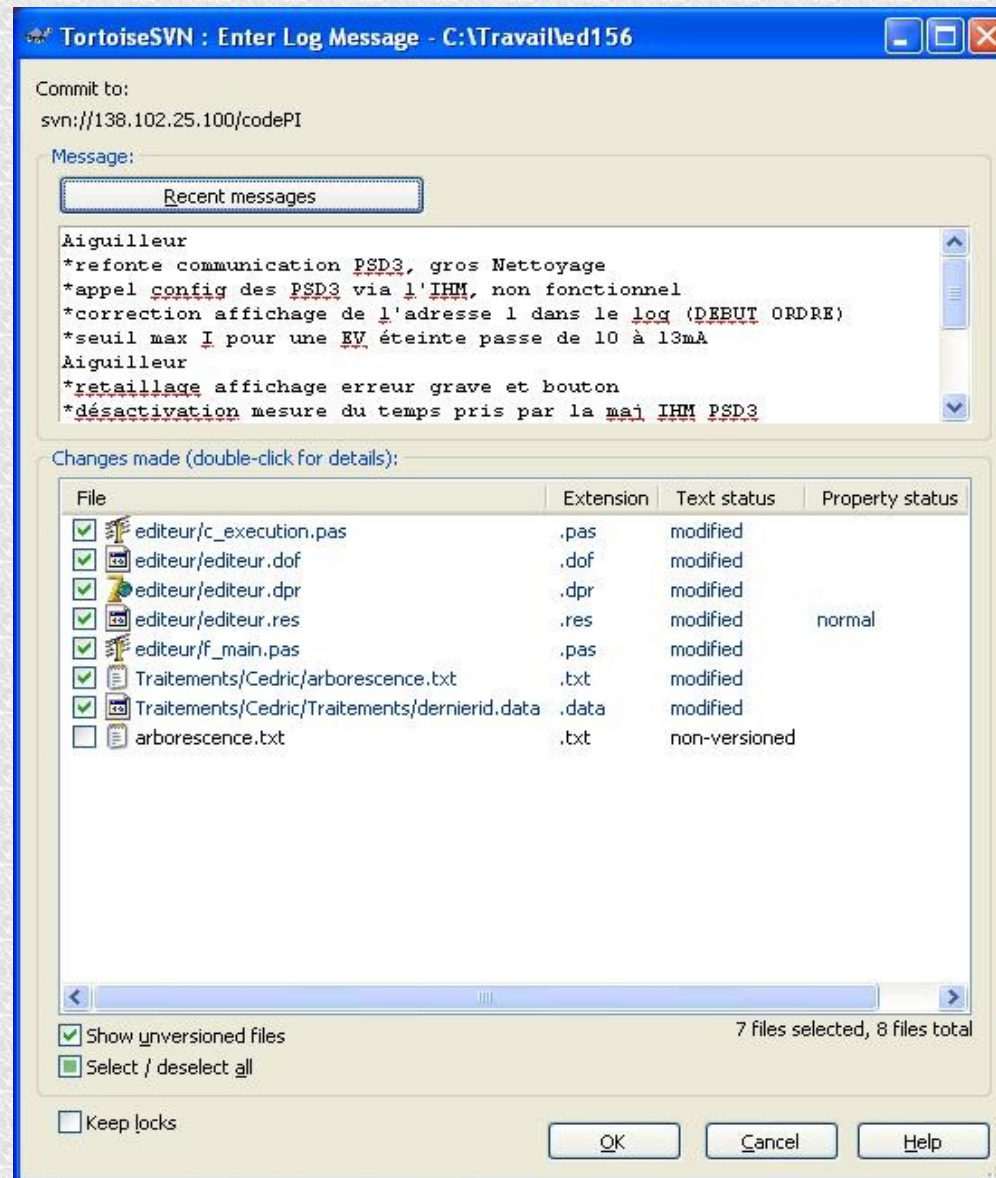 TortoiseSVN : Enter Log Message - C:\Travail\ed156
Commit to:
svn://138.102.25.100/codePI
Message:
Recent messages
Aiguilleur
*refonte communication PSD3, gros Nettoyage
*appel config des PSD3 via l'IHM, non fonctionnel
*correction affichage de l'adresse 1 dans le log (DEBUT ORDRE)
*seuil max I pour une EV éteinte passe de 10 à 13mA
Aiguilleur
*retaillage affichage erreur grave et bouton
*désactivation mesure du temps pris par la maj IHM PSD3
Changes made (double-click for details):
File Extension Text status Property status
editeur/c_execution.pas .pas modified
editeur/editeur.dof .dof modified
editeur/editeur.dpr .dpr modified
editeur/editeur.res .res modified normal
editeur/f_main.pas .pas modified
Traitements/Cedric/arborescence.txt .txt modified
Traitements/Cedric/Traitements/dernierid.data .data modified
arborescence.txt .txt non-versioned
Show unversioned files 7 files selected, 8 files total
Select / deselect all
Keep locks
OK Cancel Help